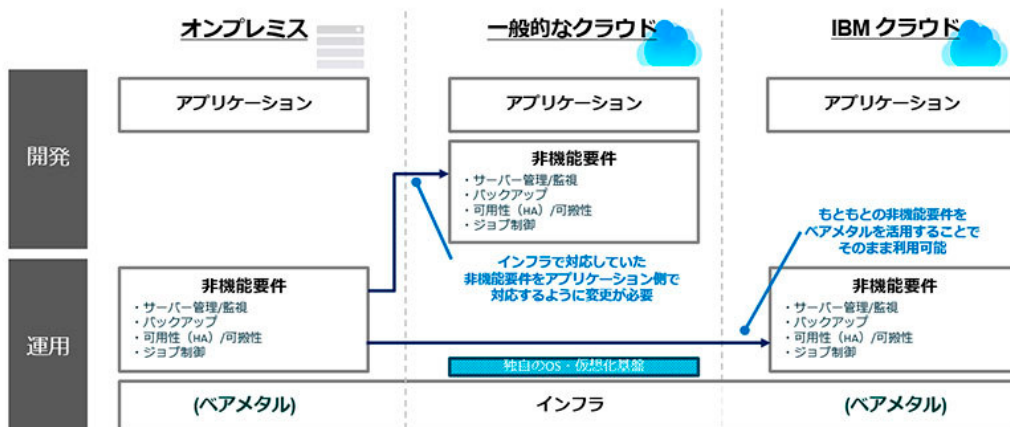 オンプレミス
一般的なクラウド
IBM クラウド
開発
アプリケーション
アプリケーション
アプリケーション
非機能要件
・サーバー管理/監視
・バックアップ
・可用性（HA）/可搬性
・ジョブ制御
もともとの非機能要件を
ベアメタルを活用することで
そのまま利用可能
インフラで対応していた
非機能要件をアプリケーション側で
対応するように変更が必要
運用
非機能要件
・サーバー管理/監視
・バックアップ
・可用性（HA）/可搬性
・ジョブ制御
非機能要件
・サーバー管理/監視
・バックアップ
・可用性（HA）/可搬性
・ジョブ制御
独自のOS・仮想化基盤
(ベアメタル)
インフラ
(ベアメタル)